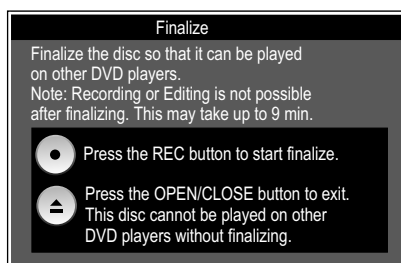 Finalize
Finalize the disc so that it can be played
on other DVD players.
Note: Recording or Editing is not possible
after finalizing. This may take up to 9 min.
Press the REC button to start finalize.
Press the OPEN/CLOSE button to exit.
This disc cannot be played on other
DVD players without finalizing.